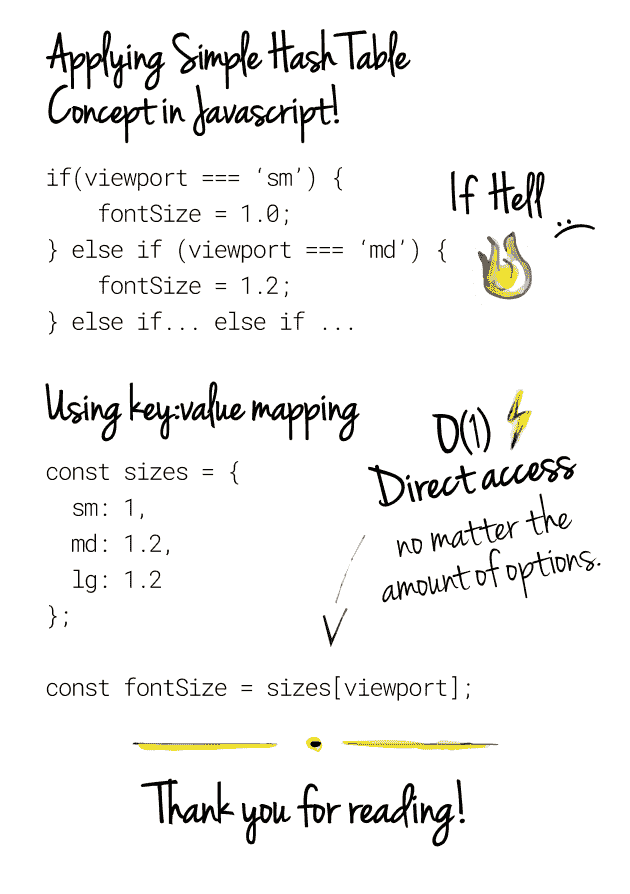 Applying Simple Hash Table
Concept in Javascript!
if(viewport === ‘sm’) {
    fontSize = 1.0;
} else if (viewport === ‘md’) {
    fontSize = 1.2;
} else if... else if ...
If Hell
Using key:value mapping
const sizes = {
  sm: 1,
  md: 1.2,
  lg: 1.2
};
O(1)
Direct access
no matter the
amount of options.
const fontSize = sizes[viewport];
Thank you for reading!